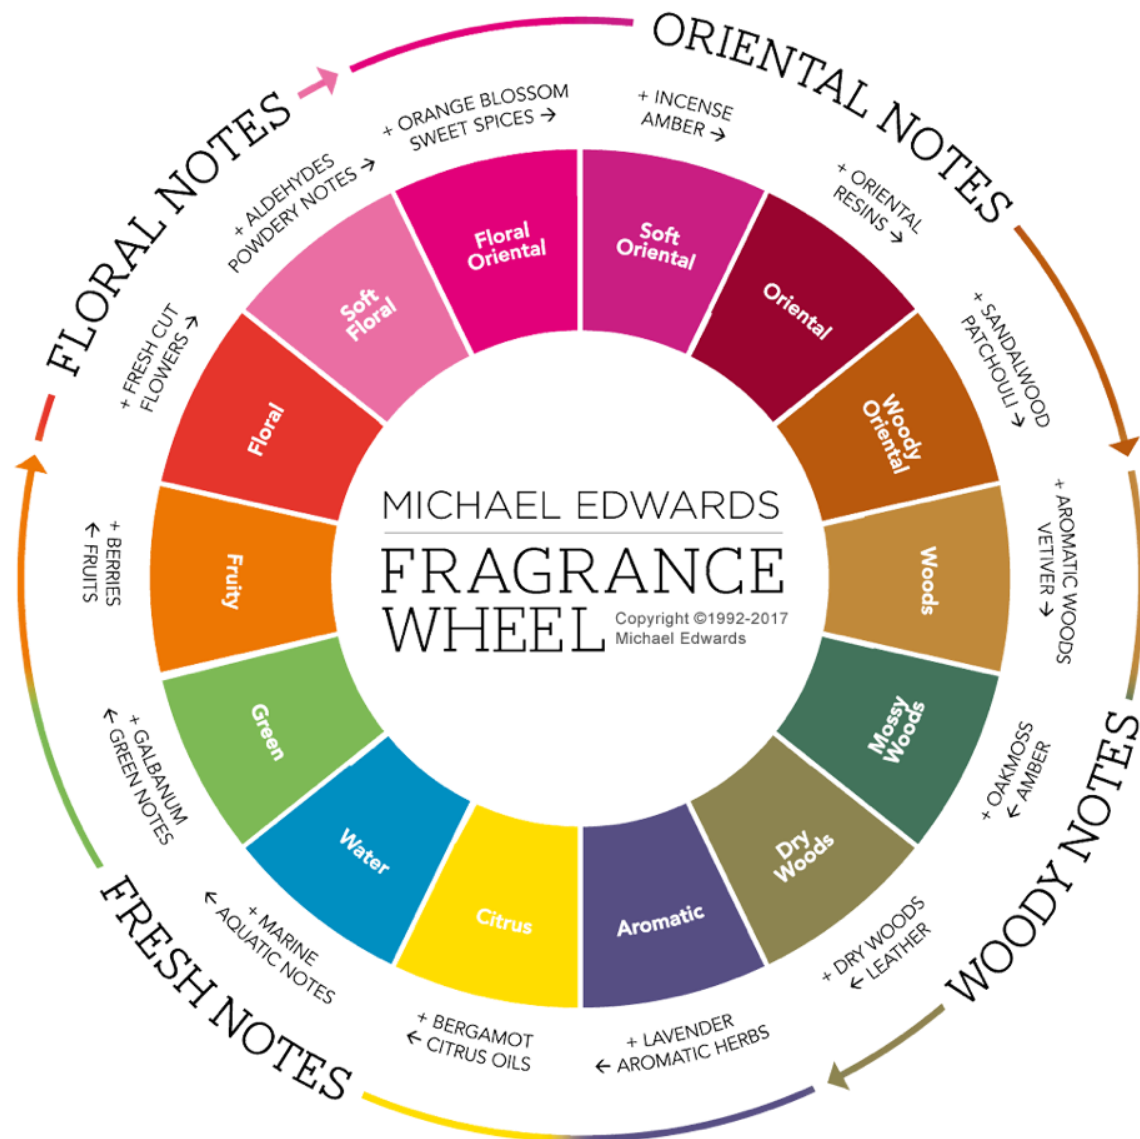 ORIENTAL NOTES
FLORAL NOTES
WOODY NOTES
FRESH NOTES
+ ORANGE BLOSSOM
SWEET SPICES →
+ INCENSE
AMBER →
+ ORIENTAL
RESINS →
+ SANDALWOOD
PATCHOULI →
+ AROMATIC WOODS
VETIVER →
+ OAKMOSS
← AMBER
+ DRY WOODS
← LEATHER
+ LAVENDER
← AROMATIC HERBS
+ BERGAMOT
← CITRUS OILS
+ MARINE
← AQUATIC NOTES
+ GALBANUM
← GREEN NOTES
+ BERRIES
← FRUITS
+ FRESH CUT
FLOWERS →
+ ALDEHYDES
POWDERY NOTES →
Floral
Oriental
Soft
Oriental
Oriental
Woody
Oriental
Woods
Mossy
Woods
Dry
Woods
Aromatic
Citrus
Water
Green
Fruity
Floral
Soft
Floral
MICHAEL EDWARDS
FRAGRANCE
WHEEL
Copyright ©1992-2017
Michael Edwards